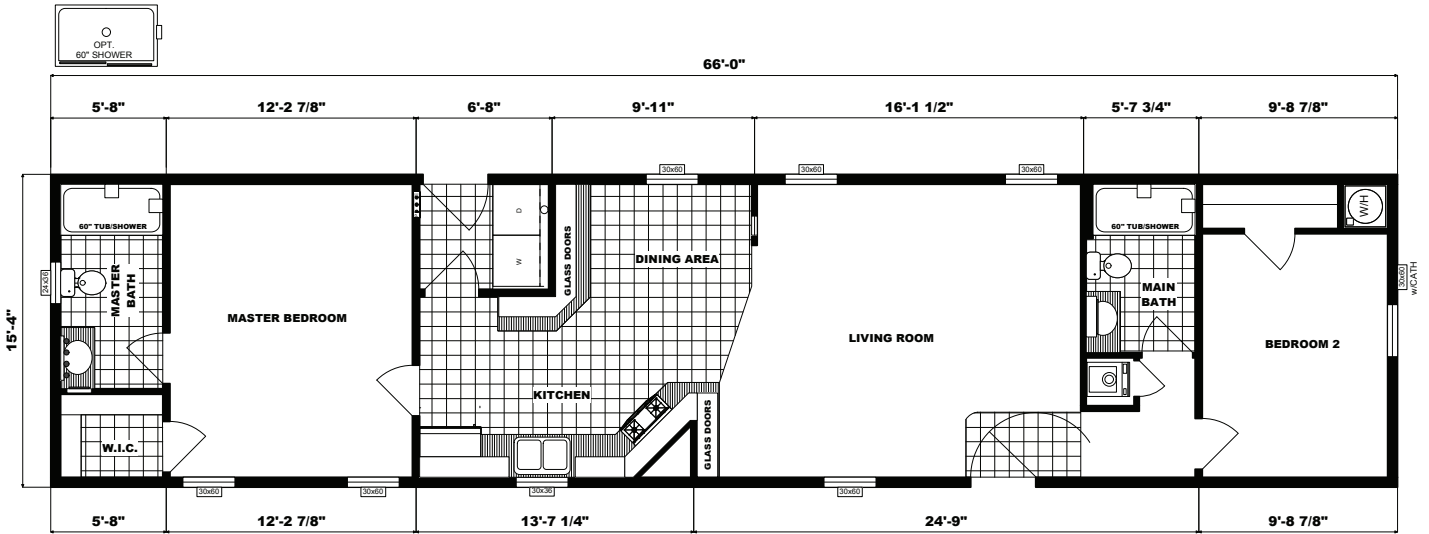 OPT.
60" SHOWER
66'-0"
5'-8"
12'-2 7/8"
6'-8"
9'-11"
16'-1 1/2"
5'-7 3/4"
9'-8 7/8"
30x60
30x60
30x60
60" TUB/SHOWER
D
W
GLASS DOORS
DINING AREA
60" TUB/SHOWER
W/H
24x36
MASTER
BATH
MASTER BEDROOM
LIVING ROOM
MAIN
BATH
BEDROOM 2
30x60
w/CATH
15'-4"
KITCHEN
GLASS DOORS
W.I.C.
30x60
30x60
30x36
30x60
5'-8"
12'-2 7/8"
13'-7 1/4"
24'-9"
9'-8 7/8"